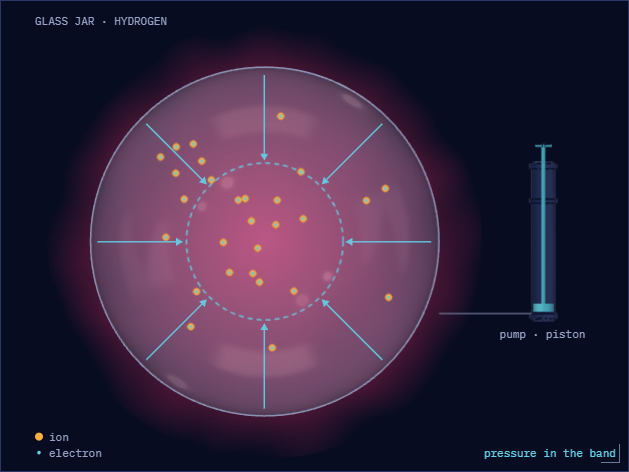 GLASS JAR · HYDROGEN
pump · piston
ion
electron
pressure in the band